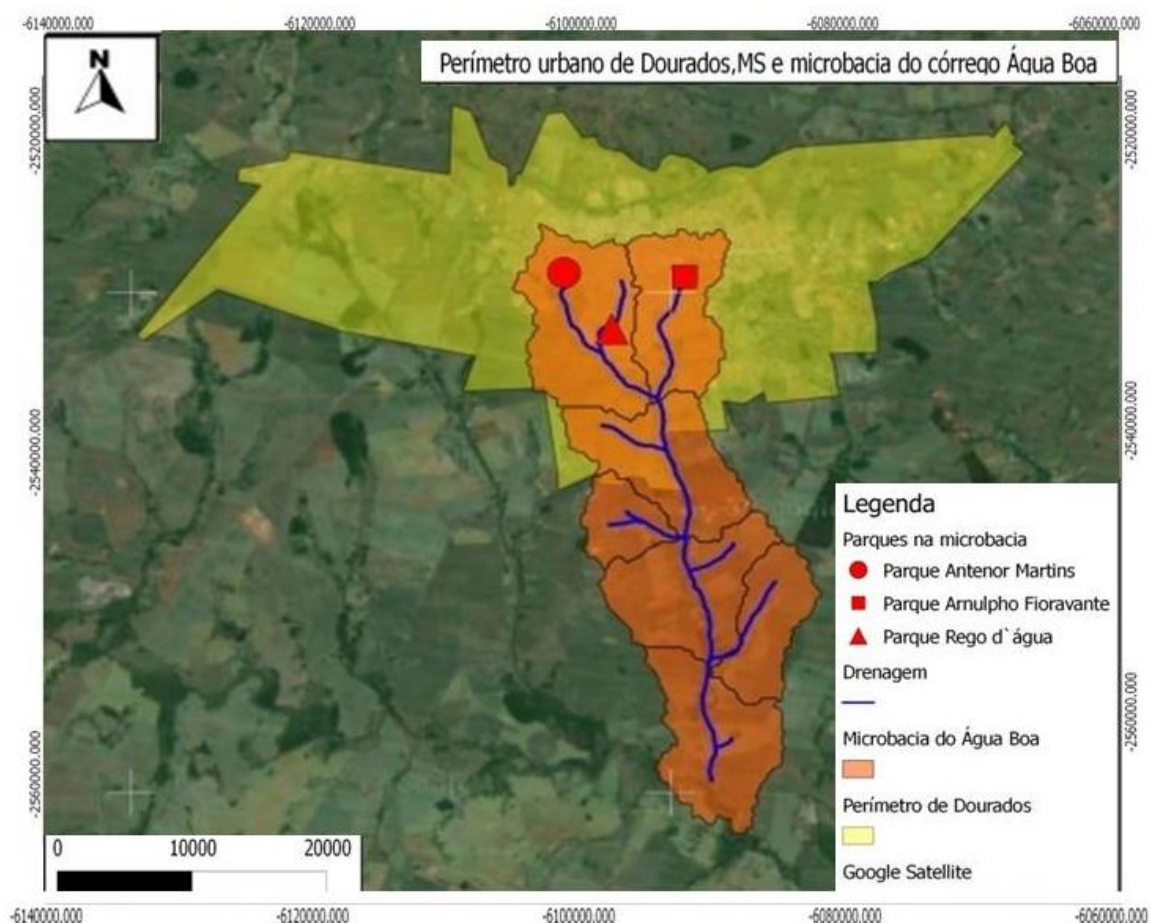 -6140000.000 -6120000.000 -6100000.000 -6080000.000 -6060000.000
N
Perímetro urbano de Dourados,MS e microbacia do córrego Água Boa
-2520000.000 -2520000.000
-2540000.000 -2540000.000
-2560000.000 -2560000.000
Legenda
Parques na microbacia
Parque Antenor Martins
Parque Arnulpho Fioravante
Parque Rego d`água
Drenagem
Microbacia do Água Boa
Perímetro de Dourados
Google Satellite
0 10000 20000
-6140000.000 -6120000.000 -6100000.000 -6080000.000 -6060000.000